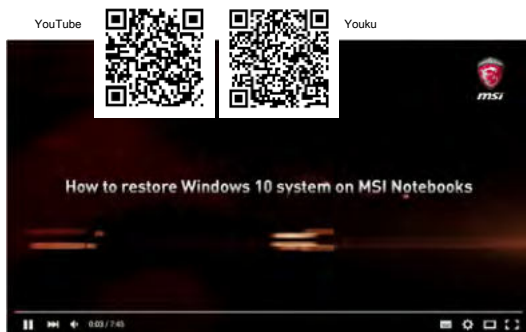 YouTube
Youku
msi
How to restore Windows 10 system on MSI Notebooks
0:03 / 7:45